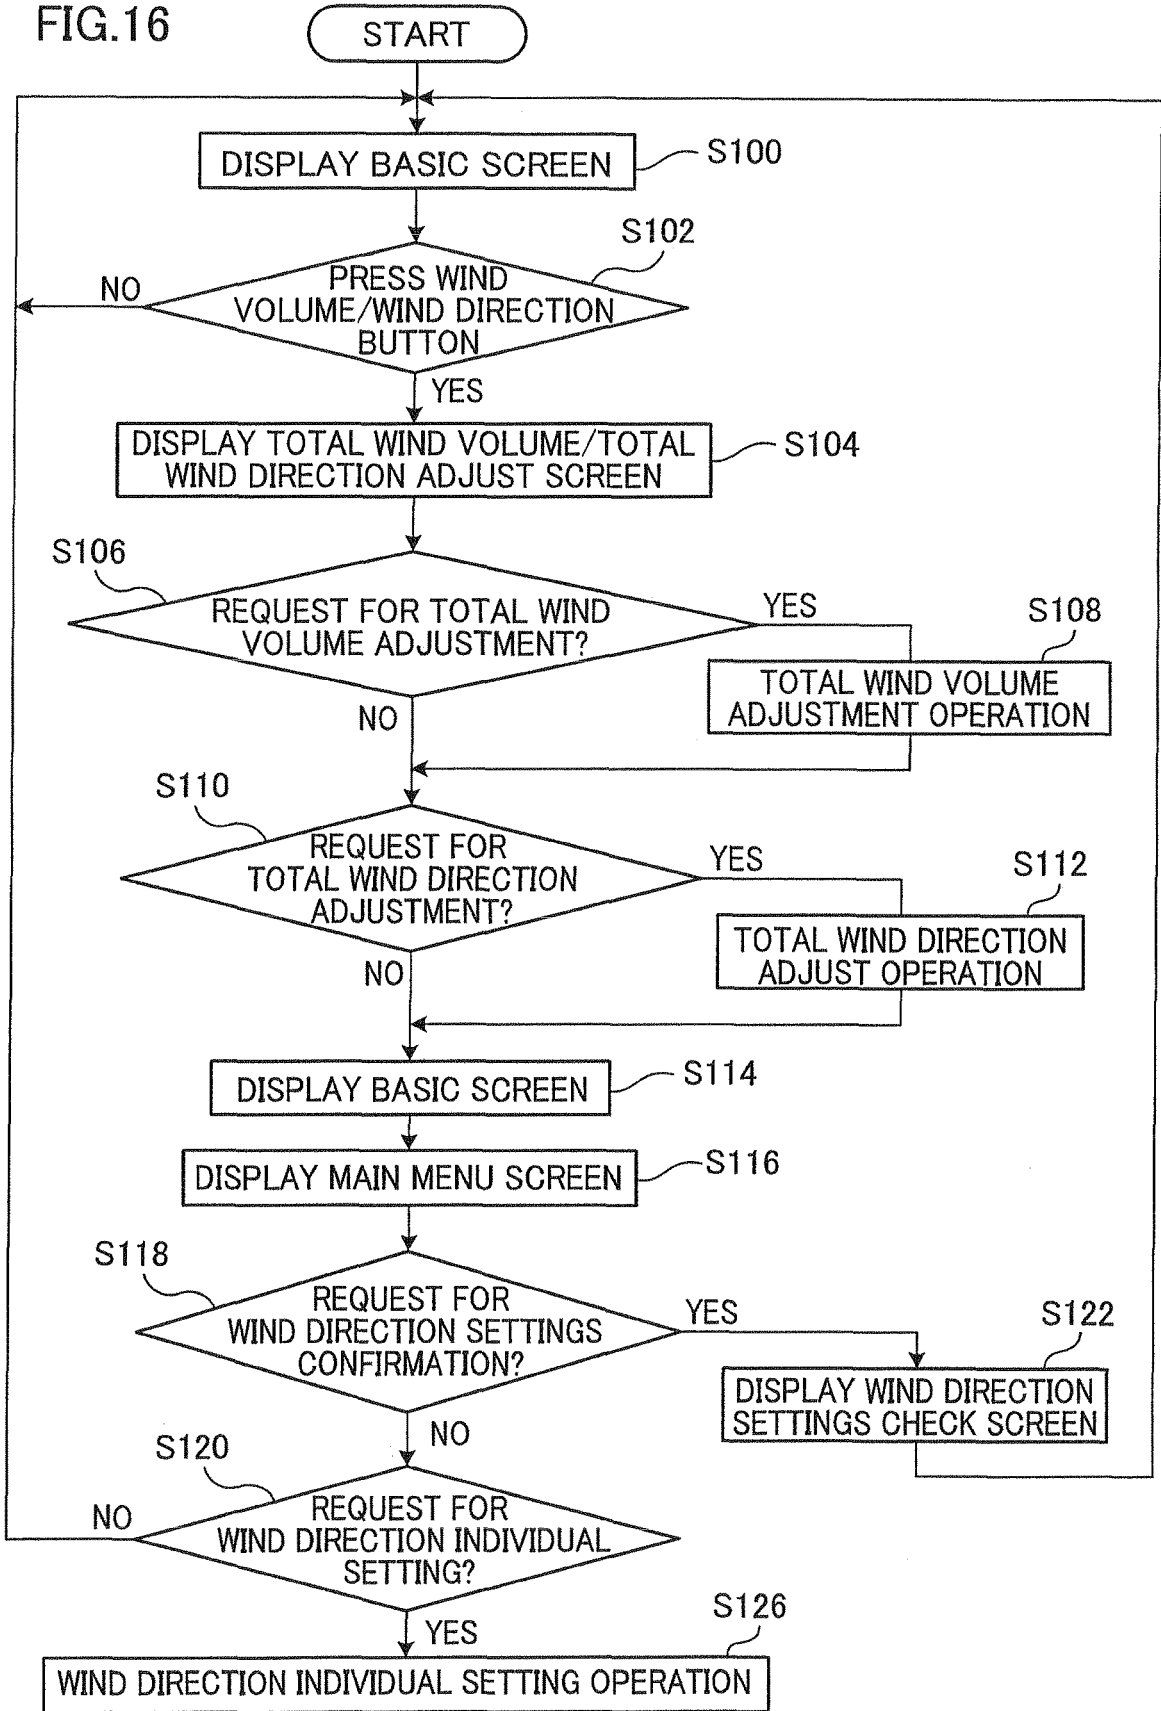 FIG.16
START
DISPLAY BASIC SCREEN
S100
S102
PRESS WIND
VOLUME/WIND DIRECTION
BUTTON
NO
YES
DISPLAY TOTAL WIND VOLUME/TOTAL
WIND DIRECTION ADJUST SCREEN
S104
S106
REQUEST FOR TOTAL WIND
VOLUME ADJUSTMENT?
YES
S108
TOTAL WIND VOLUME
ADJUSTMENT OPERATION
NO
S110
REQUEST FOR
TOTAL WIND DIRECTION
ADJUSTMENT?
YES
S112
TOTAL WIND DIRECTION
ADJUST OPERATION
NO
DISPLAY BASIC SCREEN
S114
DISPLAY MAIN MENU SCREEN
S116
S118
REQUEST FOR
WIND DIRECTION SETTINGS
CONFIRMATION?
YES
S122
DISPLAY WIND DIRECTION
SETTINGS CHECK SCREEN
NO
S120
REQUEST FOR
WIND DIRECTION INDIVIDUAL
SETTING?
NO
YES
S126
WIND DIRECTION INDIVIDUAL SETTING OPERATION